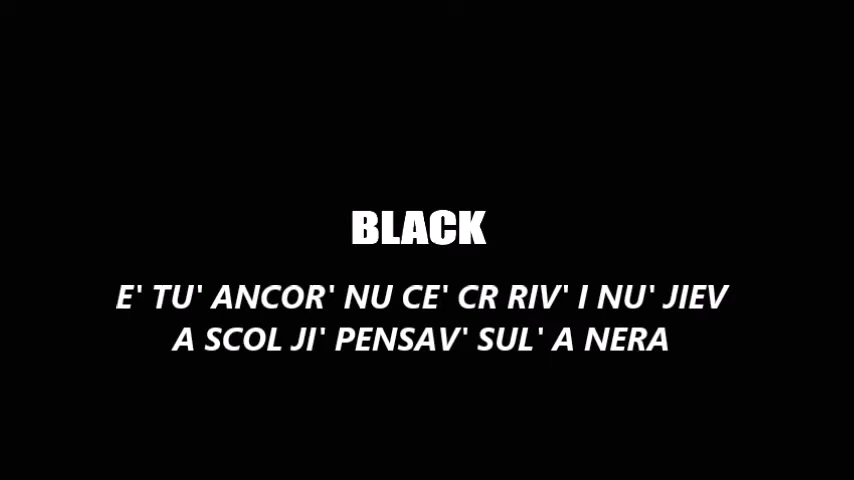 BLACK
E' TU' ANCOR' NU CE' CR RIV' I NU' JIEV
A SCOL JI' PENSAV' SUL' A NERA